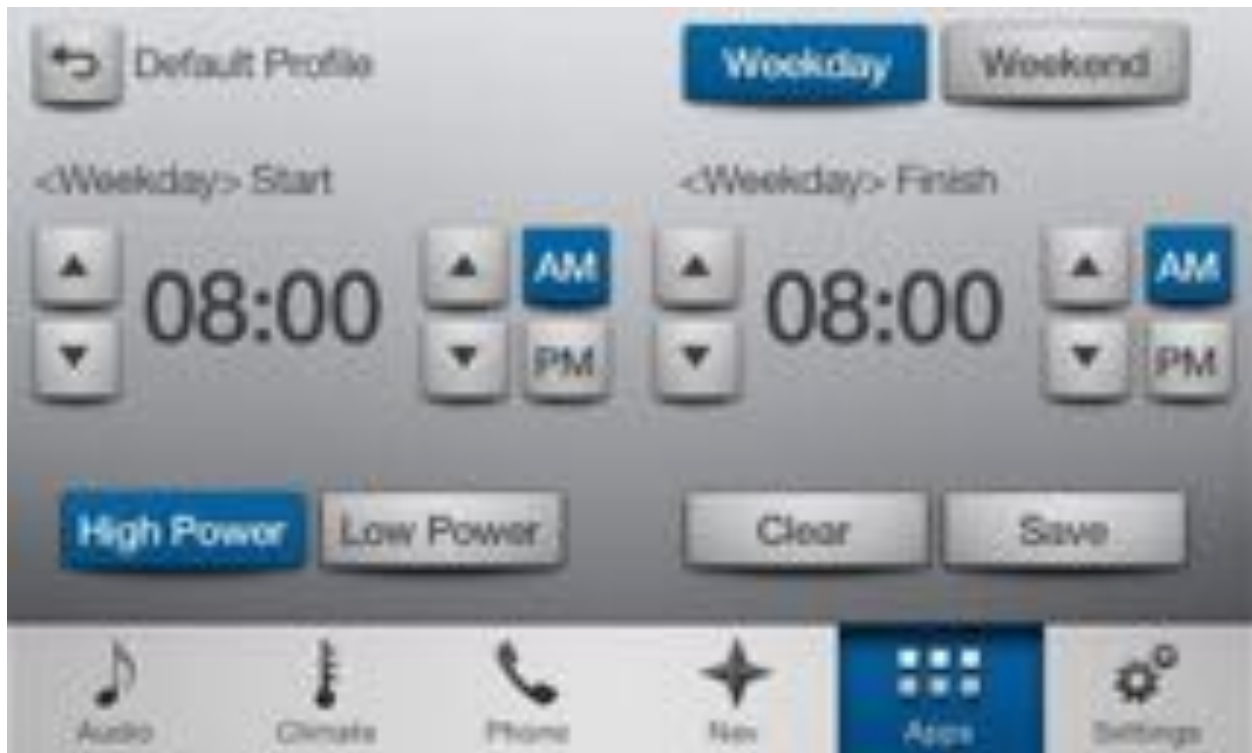 Default Profile
Weekday Weekend
<Weekday> Start
<Weekday> Finish
08:00 AM PM
08:00 AM PM
High Power Low Power Clear Save
Audio Climate Phone Nav Apps Settings